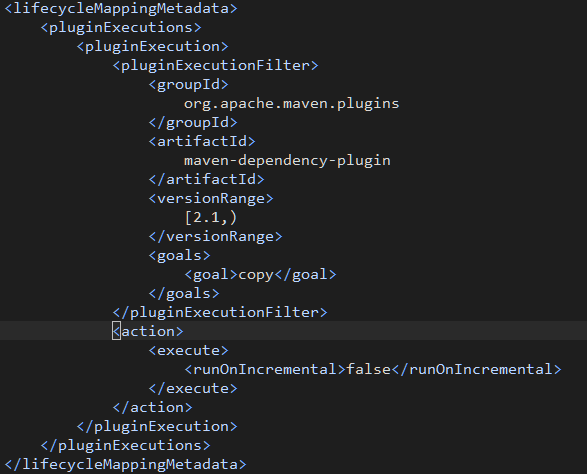 <lifecycleMappingMetadata>
    <pluginExecutions>
        <pluginExecution>
            <pluginExecutionFilter>
                <groupId>
                    org.apache.maven.plugins
                </groupId>
                <artifactId>
                    maven-dependency-plugin
                </artifactId>
                <versionRange>
                    [2.1,)
                </versionRange>
                <goals>
                    <goal>copy</goal>
                </goals>
            </pluginExecutionFilter>
            <action>
                <execute>
                    <runOnIncremental>false</runOnIncremental>
                </execute>
            </action>
        </pluginExecution>
    </pluginExecutions>
</lifecycleMappingMetadata>